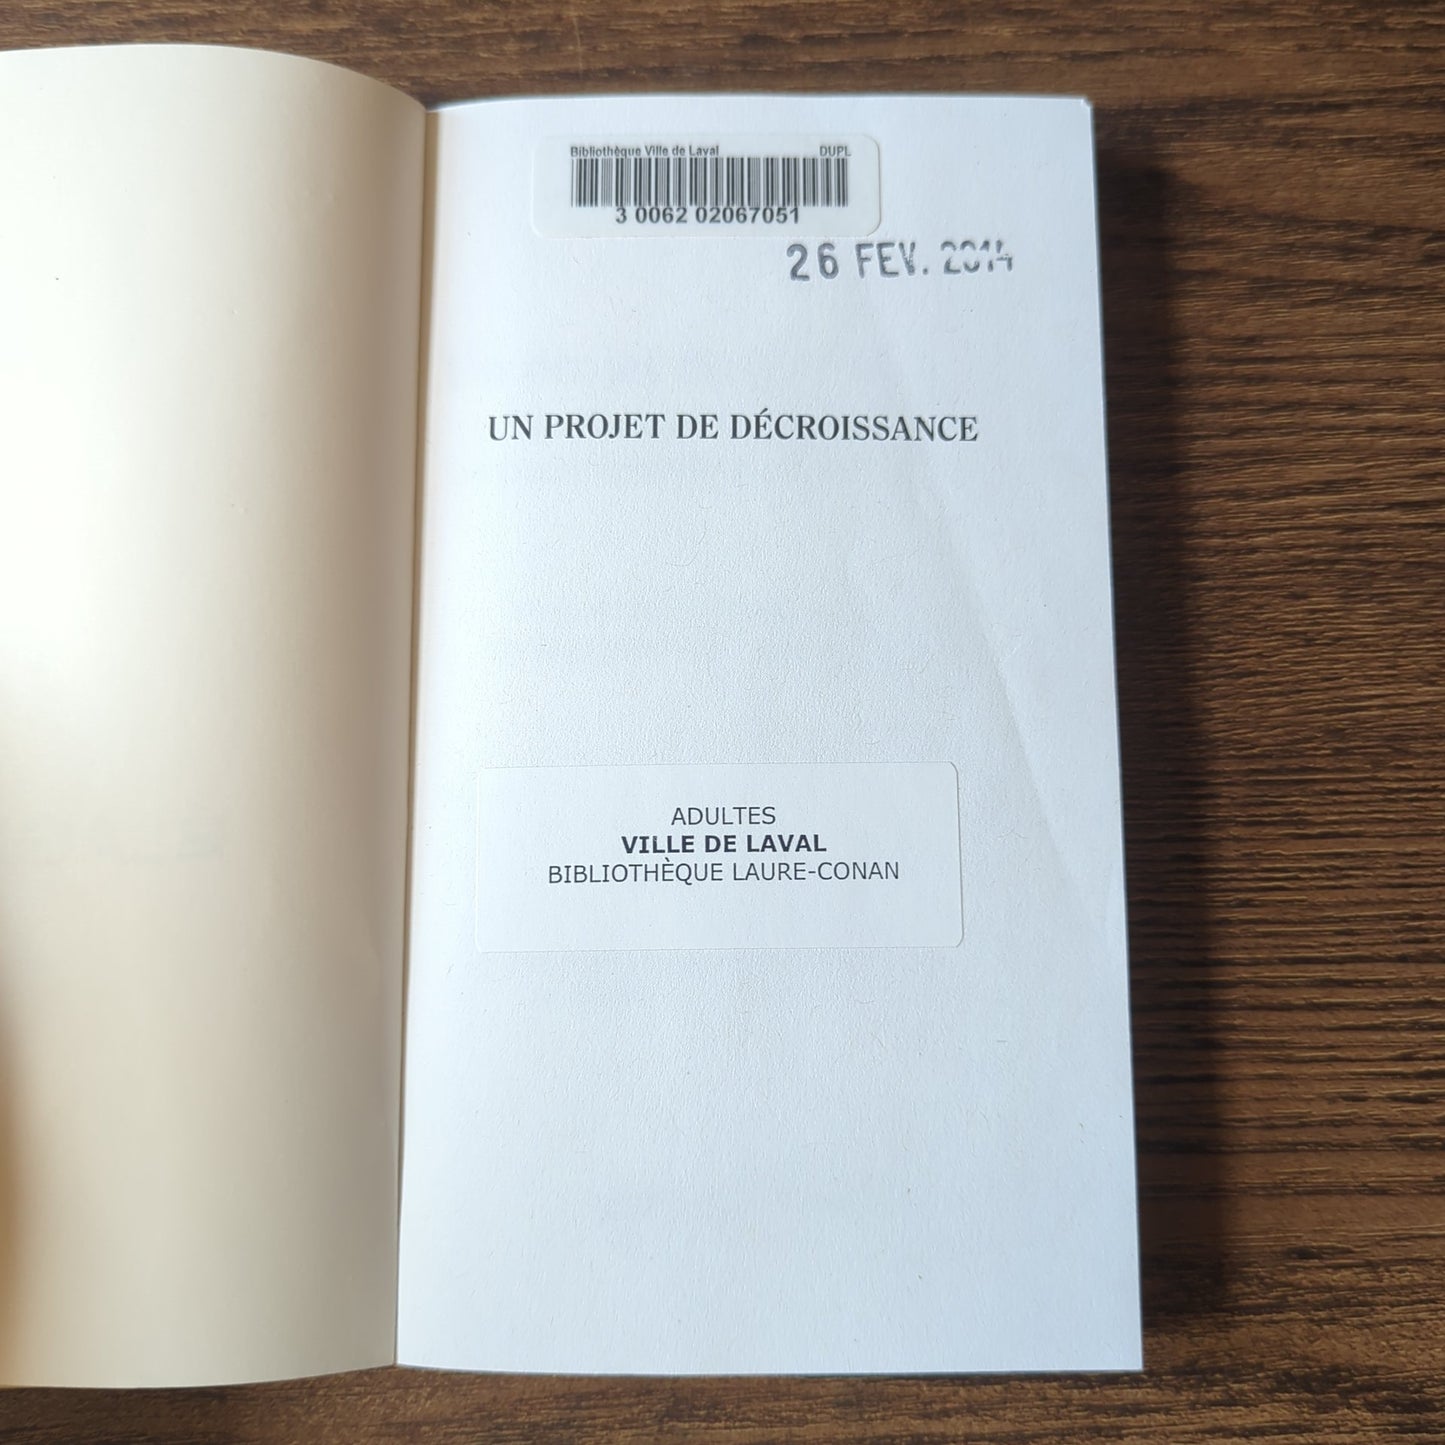 Bibliothèque Ville de Laval DUPL
3 0062 02067051
26 FEV. 2014
UN PROJET DE DÉCROISSANCE
ADULTES
VILLE DE LAVAL
BIBLIOTHÈQUE LAURE-CONAN